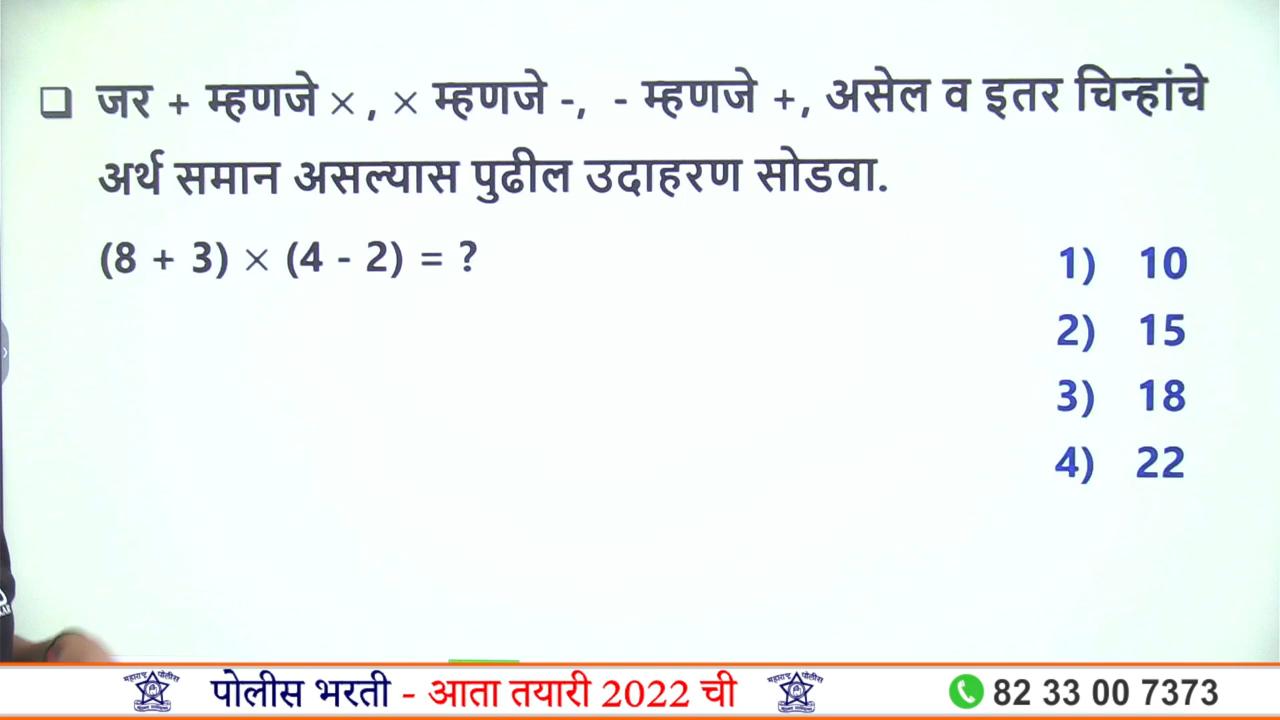 ❑ जर + म्हणजे ×, × म्हणजे -, - म्हणजे +, असेल व इतर चिन्हांचे
अर्थ समान असल्यास पुढील उदाहरण सोडवा.
(8 + 3) × (4 - 2) = ?
1) 10
2) 15
3) 18
4) 22
पोलीस भरती - आता तयारी 2022 ची
82 33 00 7373